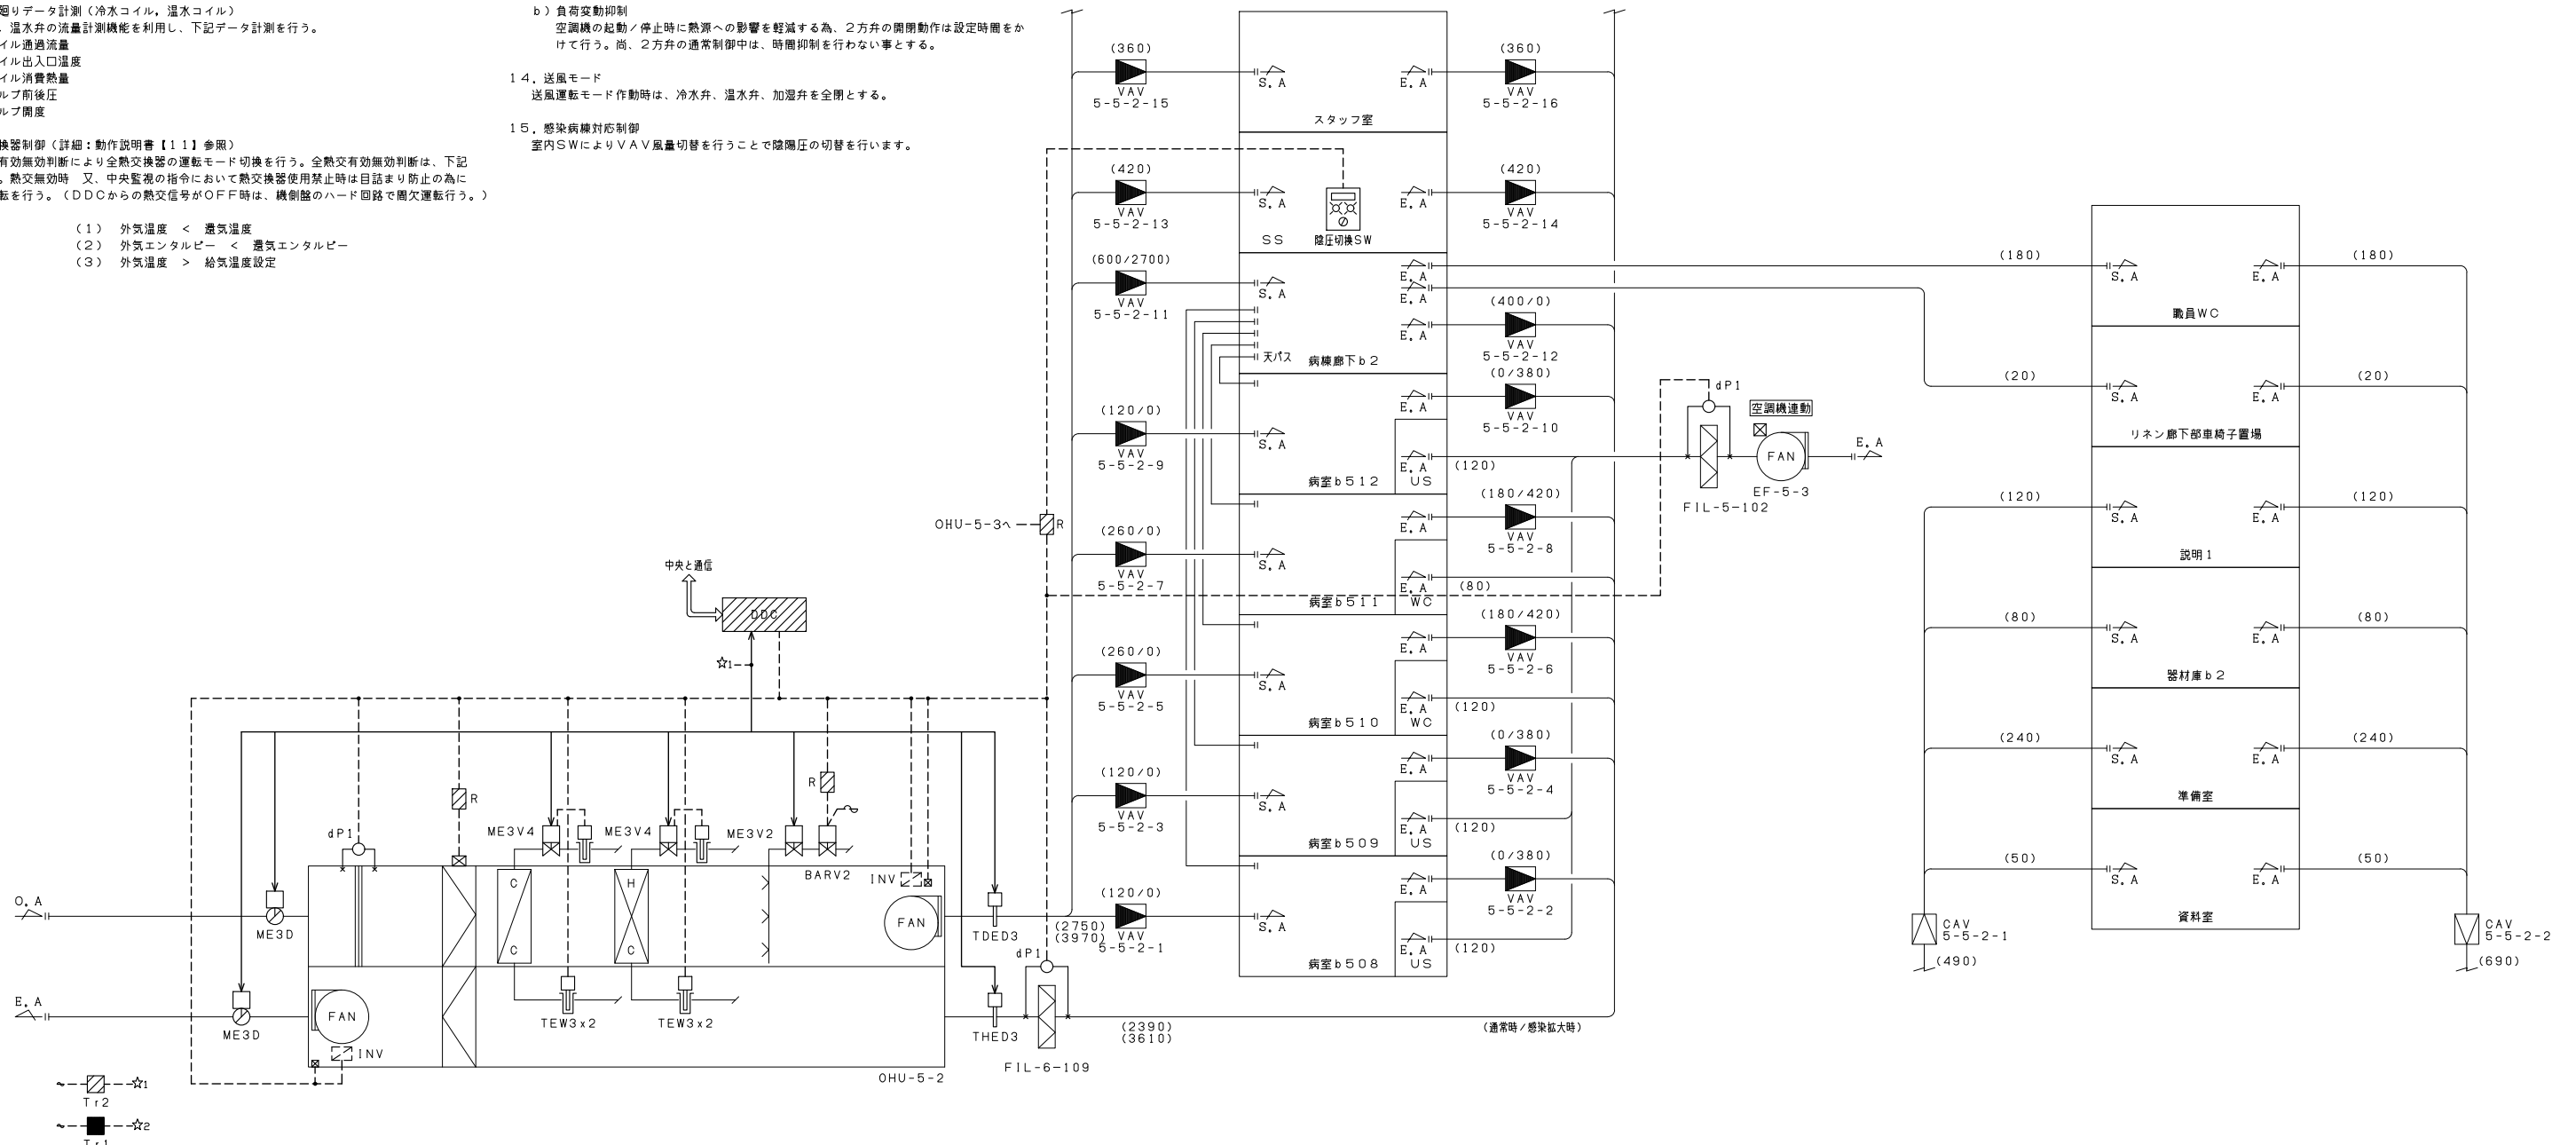 廻りデータ計測（冷水コイル，温水コイル）
、温水弁の流量計測機能を利用し、下記データ計測を行う。
イル通過流量
イル出入口温度
イル消費熱量
ルブ前後圧
ルブ開度
換器制御（詳細：動作説明書【１１】参照）
有効無効判断により全熱交換器の運転モード切換を行う。全熱交有効無効判断は、下記
。熱交無効時　又、中央監視の指令において熱交換器使用禁止時は目詰まり防止の為に
転を行う。（ＤＤＣからの熱交信号がＯＦＦ時は、機側盤のハード回路で間欠運転行う。）
（１）　外気温度　＜　還気温度
（２）　外気エンタルピー　＜　還気エンタルピー
（３）　外気温度　＞　給気温度設定
ｂ）負荷変動抑制
空調機の起動／停止時に熱源への影響を軽減する為、２方弁の開閉動作は設定時間をか
けて行う。尚、２方弁の通常制御中は、時間抑制を行わない事とする。
１４．送風モード
送風運転モード作動時は、冷水弁、温水弁、加湿弁を全閉とする。
１５．感染病棟対応制御
室内ＳＷによりＶＡＶ風量切替を行うことで陰陽圧の切替を行います。
(360)
VAV
5-5-2-15
S.A
E.A
(360)
VAV
5-5-2-16
スタッフ室
(420)
VAV
5-5-2-13
S.A
SS
陰圧切換SW
E.A
(420)
VAV
5-5-2-14
(600/2700)
VAV
5-5-2-11
S.A
天パス
E.A
E.A
E.A
(400/0)
VAV
5-5-2-12
病棟廊下b2
(120/0)
VAV
5-5-2-9
S.A
E.A
(0/380)
VAV
5-5-2-10
E.A
(120)
病室b512
US
(260/0)
VAV
5-5-2-7
S.A
E.A
(180/420)
VAV
5-5-2-8
E.A
(80)
病室b511
WC
(260/0)
VAV
5-5-2-5
S.A
E.A
(180/420)
VAV
5-5-2-6
E.A
(120)
病室b510
WC
(120/0)
VAV
5-5-2-3
S.A
E.A
(0/380)
VAV
5-5-2-4
E.A
(120)
病室b509
US
(120/0)
VAV
5-5-2-1
S.A
E.A
(0/380)
VAV
5-5-2-2
E.A
(120)
病室b508
US
dP1
空調機連動
FAN
E.A
EF-5-3
FIL-5-102
OHU-5-3へ
R
中央と通信
DDC
☆1
(180)
S.A
E.A
(180)
職員WC
(20)
S.A
E.A
(20)
リネン廊下部車椅子置場
(120)
S.A
E.A
(120)
説明1
(80)
S.A
E.A
(80)
器材庫b2
(240)
S.A
E.A
(240)
準備室
(50)
S.A
E.A
(50)
資料室
CAV
5-5-2-1
(490)
CAV
5-5-2-2
(690)
O.A
ME3D
E.A
ME3D
dP1
R
ME3V4
ME3V4
ME3V2
R
BARV2
INV
C
C
H
C
FAN
FAN
INV
TEW3x2
TEW3x2
OHU-5-2
TDED3
THED3
(2750)
(3970)
dP1
FIL-6-109
(2390)
(3610)
(通常時/感染拡大時)
☆1
Tr2
☆2
Tr1